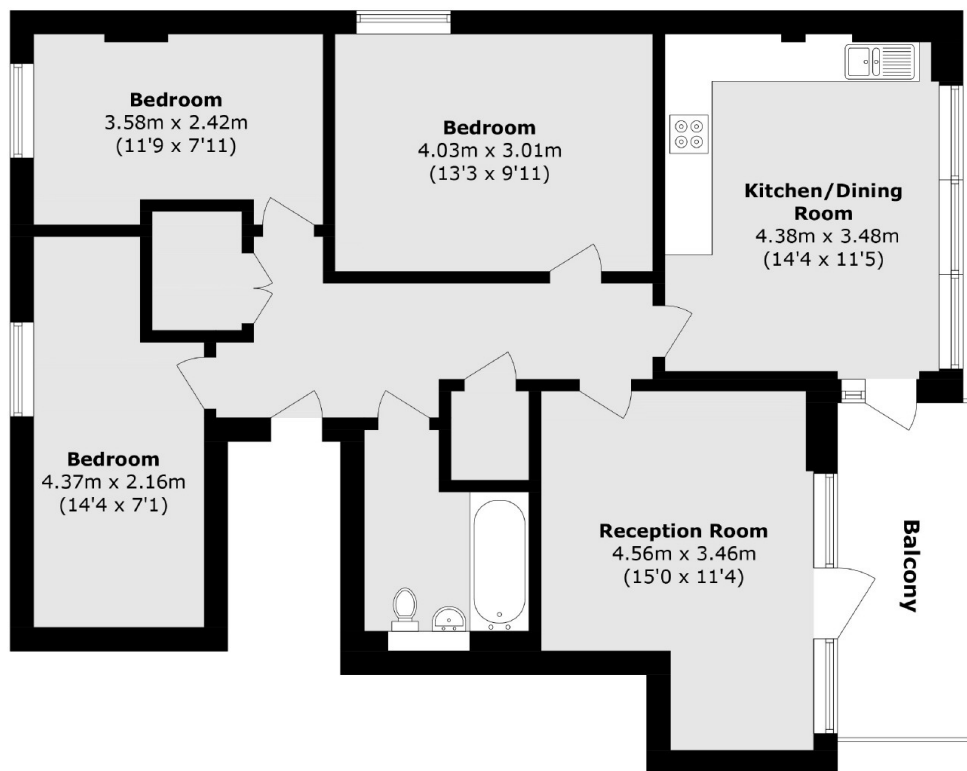 Bedroom
3.58m x 2.42m
(11'9 x 7'11)
Bedroom
4.03m x 3.01m
(13'3 x 9'11)
Kitchen/Dining
Room
4.38m x 3.48m
(14'4 x 11'5)
Bedroom
4.37m x 2.16m
(14'4 x 7'1)
Reception Room
4.56m x 3.46m
(15'0 x 11'4)
Balcony